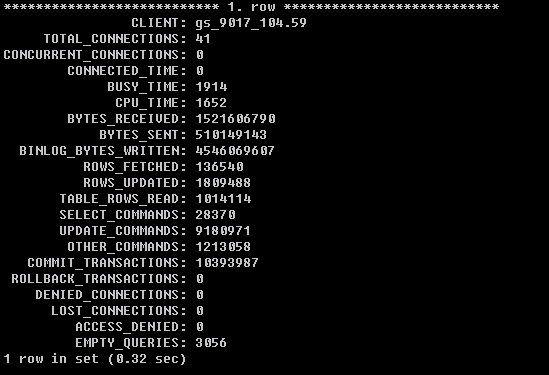 *************************** 1. row ***************************
CLIENT: gs_9017_104.59
TOTAL_CONNECTIONS: 41
CONCURRENT_CONNECTIONS: 0
CONNECTED_TIME: 0
BUSY_TIME: 1914
CPU_TIME: 1652
BYTES_RECEIVED: 1521606790
BYTES_SENT: 510149143
BINLOG_BYTES_WRITTEN: 4546069607
ROWS_FETCHED: 136540
ROWS_UPDATED: 1809488
TABLE_ROWS_READ: 1014114
SELECT_COMMANDS: 28370
UPDATE_COMMANDS: 9180971
OTHER_COMMANDS: 1213058
COMMIT_TRANSACTIONS: 10393987
ROLLBACK_TRANSACTIONS: 0
DENIED_CONNECTIONS: 0
LOST_CONNECTIONS: 0
ACCESS_DENIED: 0
EMPTY_QUERIES: 3056
1 row in set (0.32 sec)